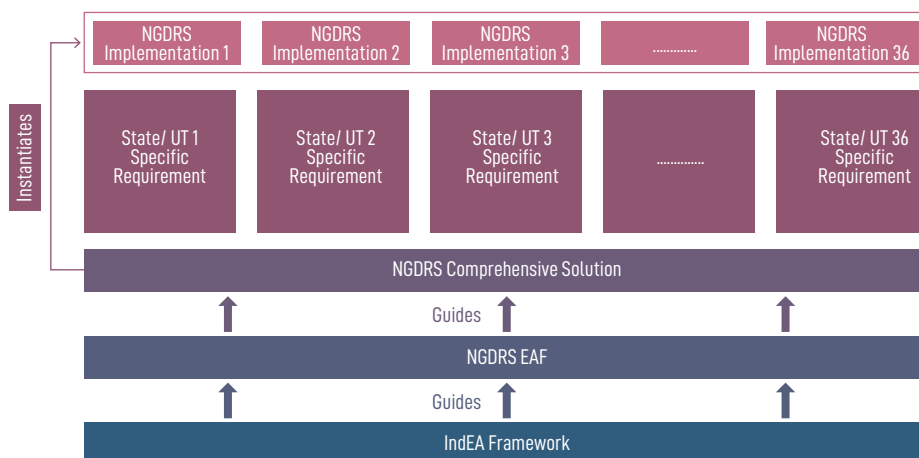 NGDRS
Implementation 1
NGDRS
Implementation 2
NGDRS
Implementation 3
.............
NGDRS
Implementation 36
Instantiates
State/ UT 1
Specific
Requirement
State/ UT 2
Specific
Requirement
State/ UT 3
Specific
Requirement
..............
State/ UT 36
Specific
Requirement
NGDRS Comprehensive Solution
Guides
NGDRS EAF
Guides
IndEA Framework